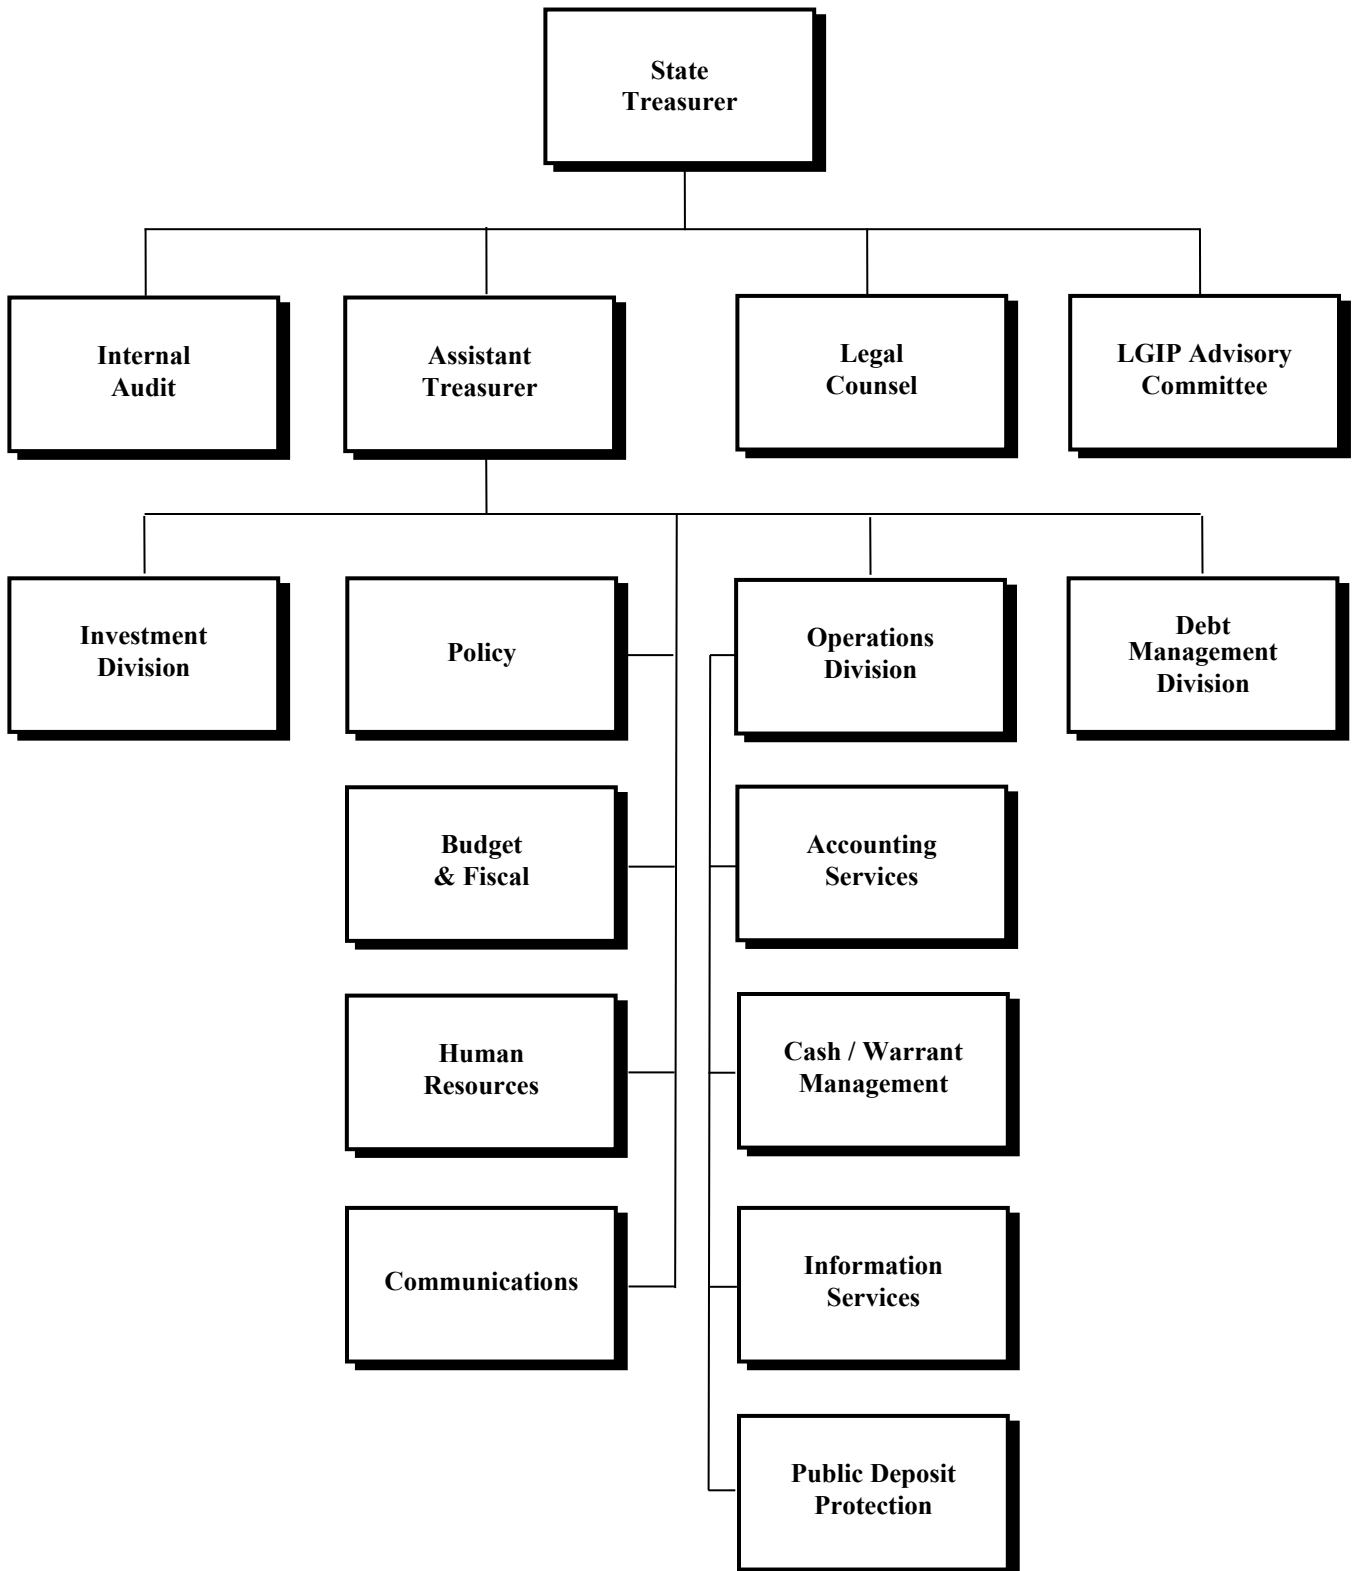 State
Treasurer
Internal
Audit
Assistant
Treasurer
Legal
Counsel
LGIP Advisory
Committee
Investment
Division
Policy
Operations
Division
Debt
Management
Division
Budget
& Fiscal
Accounting
Services
Human
Resources
Cash / Warrant
Management
Communications
Information
Services
Public Deposit
Protection